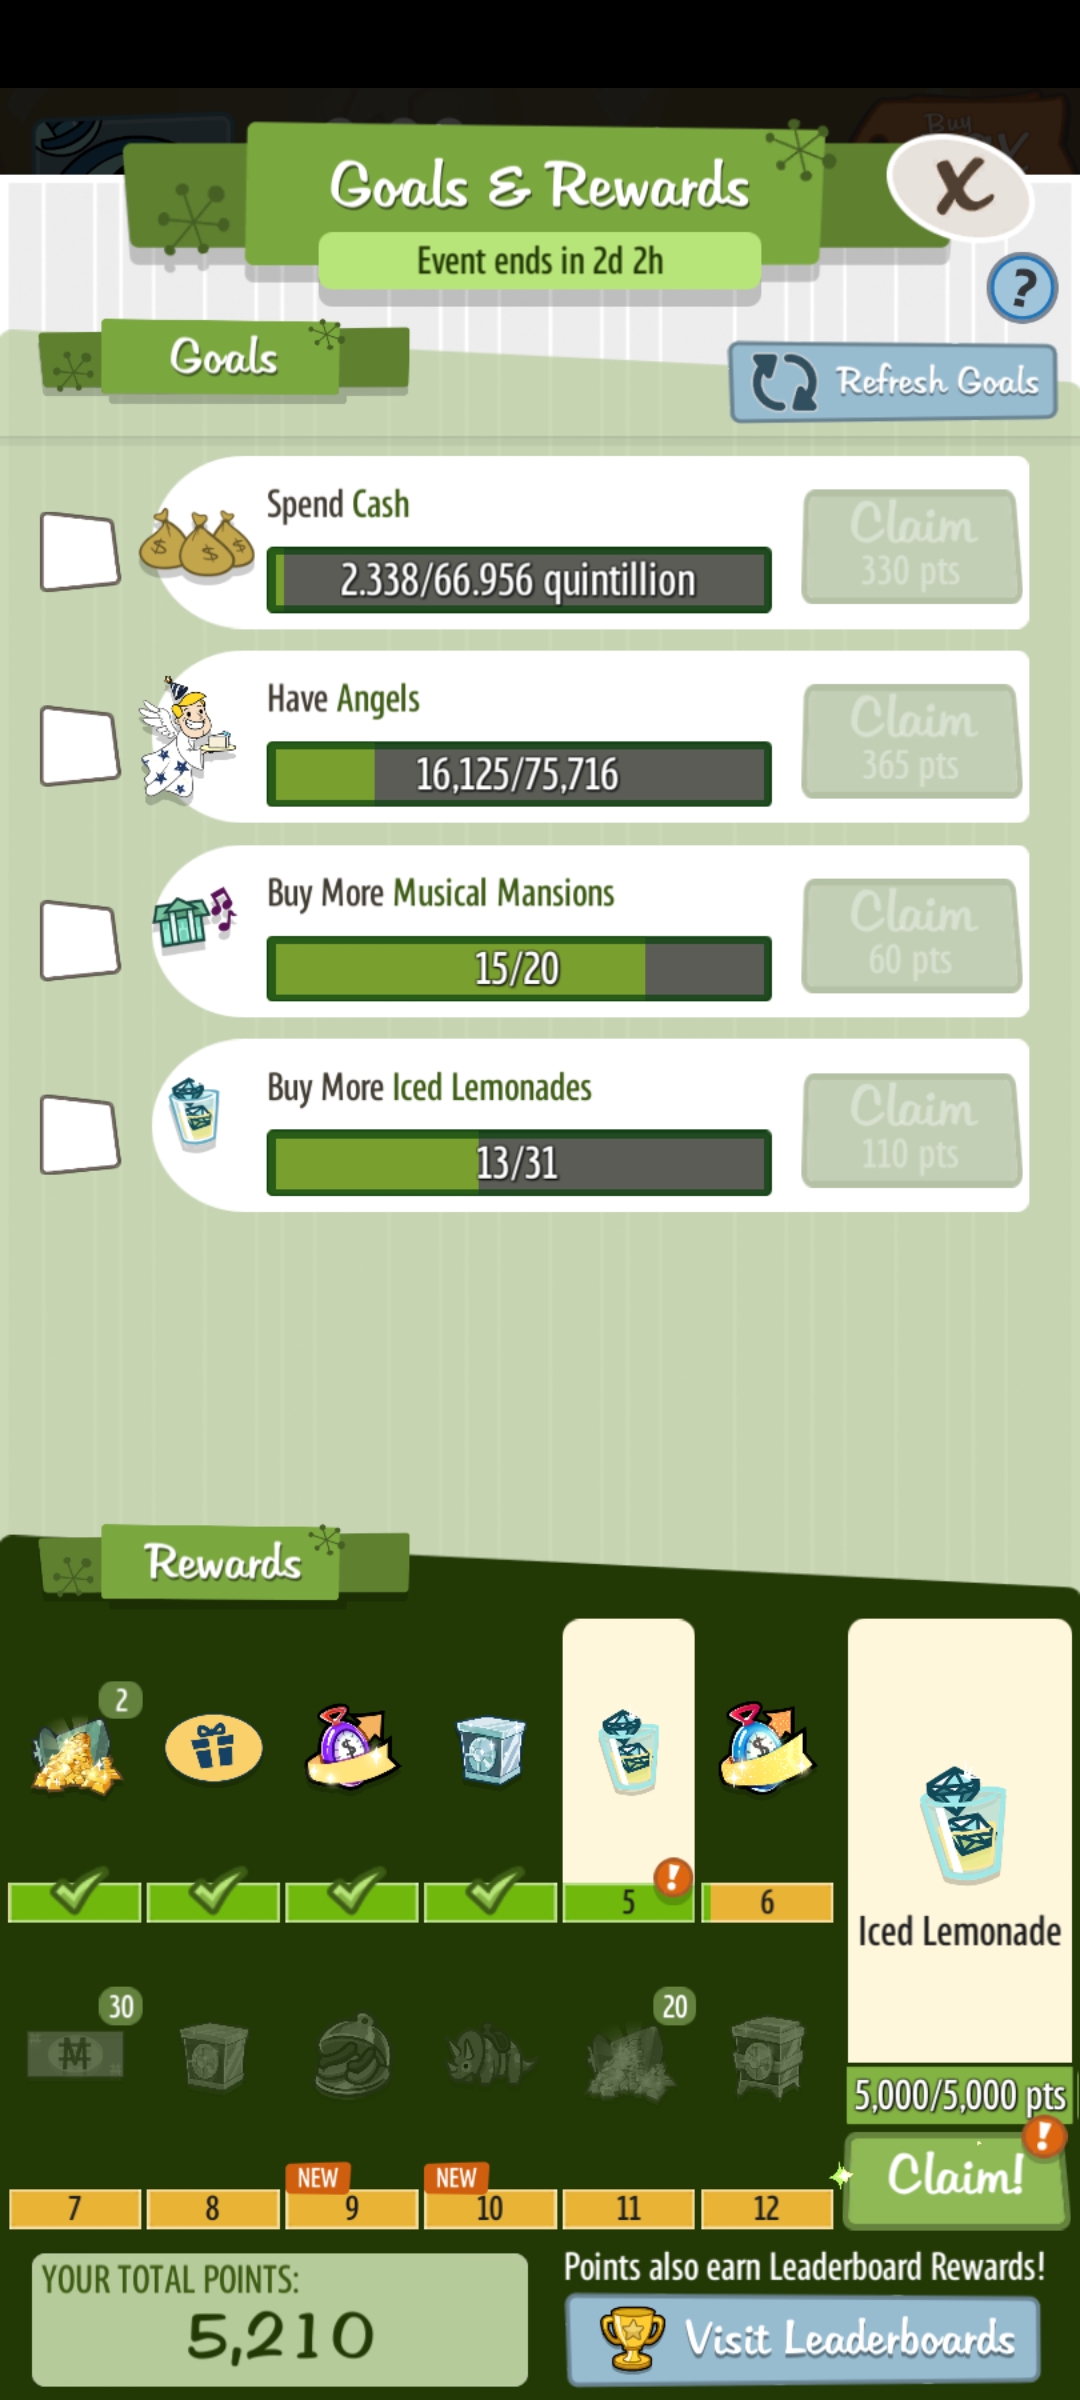 Buy
Goals & Rewards
X
Event ends in 2d 2h
?
Goals
Refresh Goals
Spend Cash
2.338/66.956 quintillion
Claim
330 pts
Have Angels
16,125/75,716
Claim
365 pts
Buy More Musical Mansions
15/20
Claim
60 pts
Buy More Iced Lemonades
13/31
Claim
110 pts
Rewards
2
5
!
6
Iced Lemonade
30
20
5,000/5,000 pts
Claim!
!
NEW
NEW
7
8
9
10
11
12
YOUR TOTAL POINTS:
5,210
Points also earn Leaderboard Rewards!
Visit Leaderboards